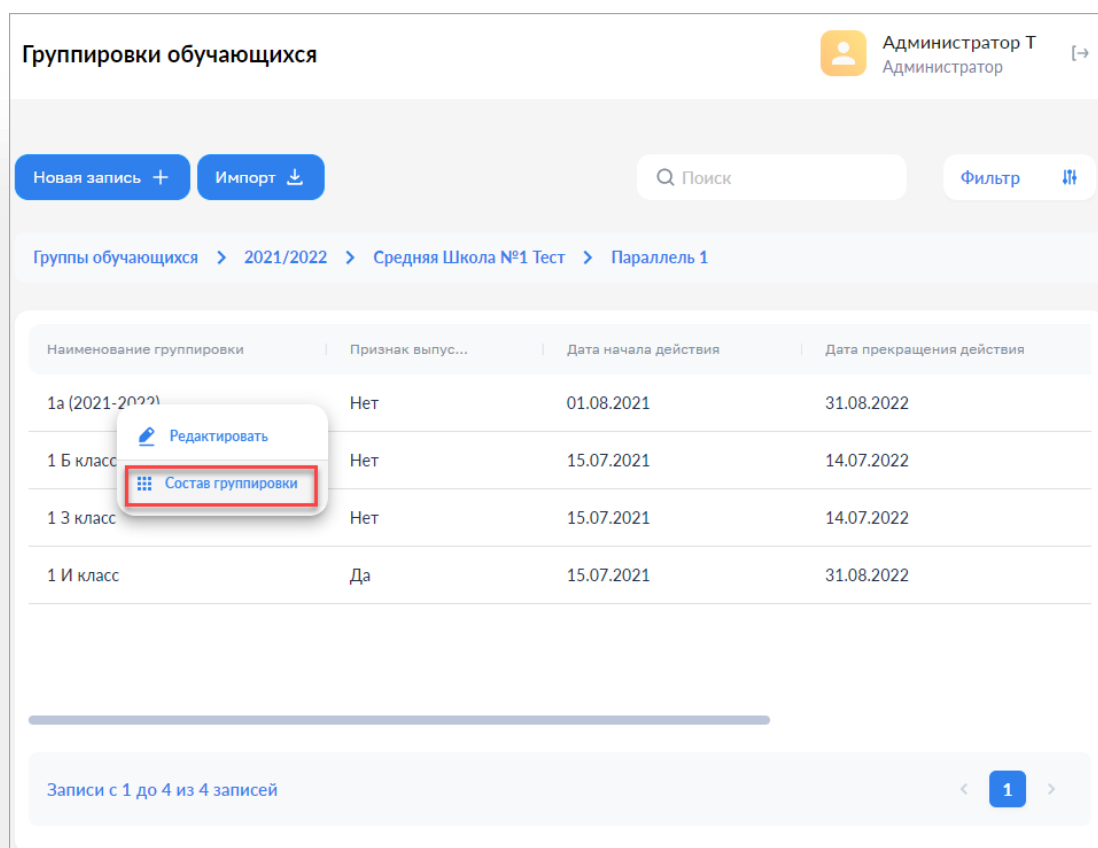 Группировки обучающихся
Администратор Т
Администратор
Новая запись
Импорт
Поиск
Фильтр
Группы обучающихся > 2021/2022 > Средняя Школа №1 Тест > Параллель 1
Наименование группировки Признак выпус... Дата начала действия Дата прекращения действия
1а (2021-2022) Нет 01.08.2021 31.08.2022
Редактировать
1 Б класс Нет 15.07.2021 14.07.2022
Состав группировки
1 З класс Нет 15.07.2021 14.07.2022
1 И класс Да 15.07.2021 31.08.2022
Записи с 1 до 4 из 4 записей
< 1 >